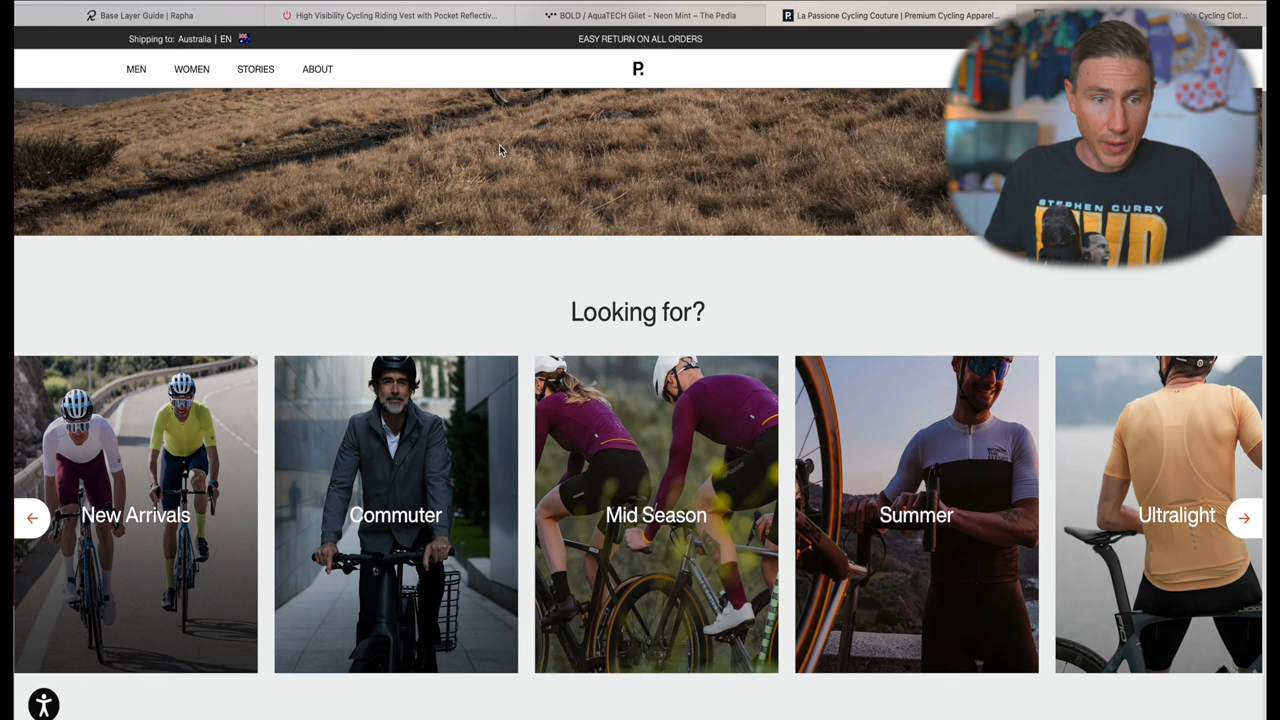 Base Layer Guide | Rapha
High Visibility Cycling Riding Vest with Pocket Reflectiv...
BOLD / AquaTECH Gilet - Neon Mint – The Pedla
La Passione Cycling Couture | Premium Cycling Apparel...
Cycling Clot...
Shipping to: Australia | EN
EASY RETURN ON ALL ORDERS
MEN
WOMEN
STORIES
ABOUT
P.
STEPHEN CURRY
Looking for?
New Arrivals
Commuter
Mid Season
Summer
Ultralight